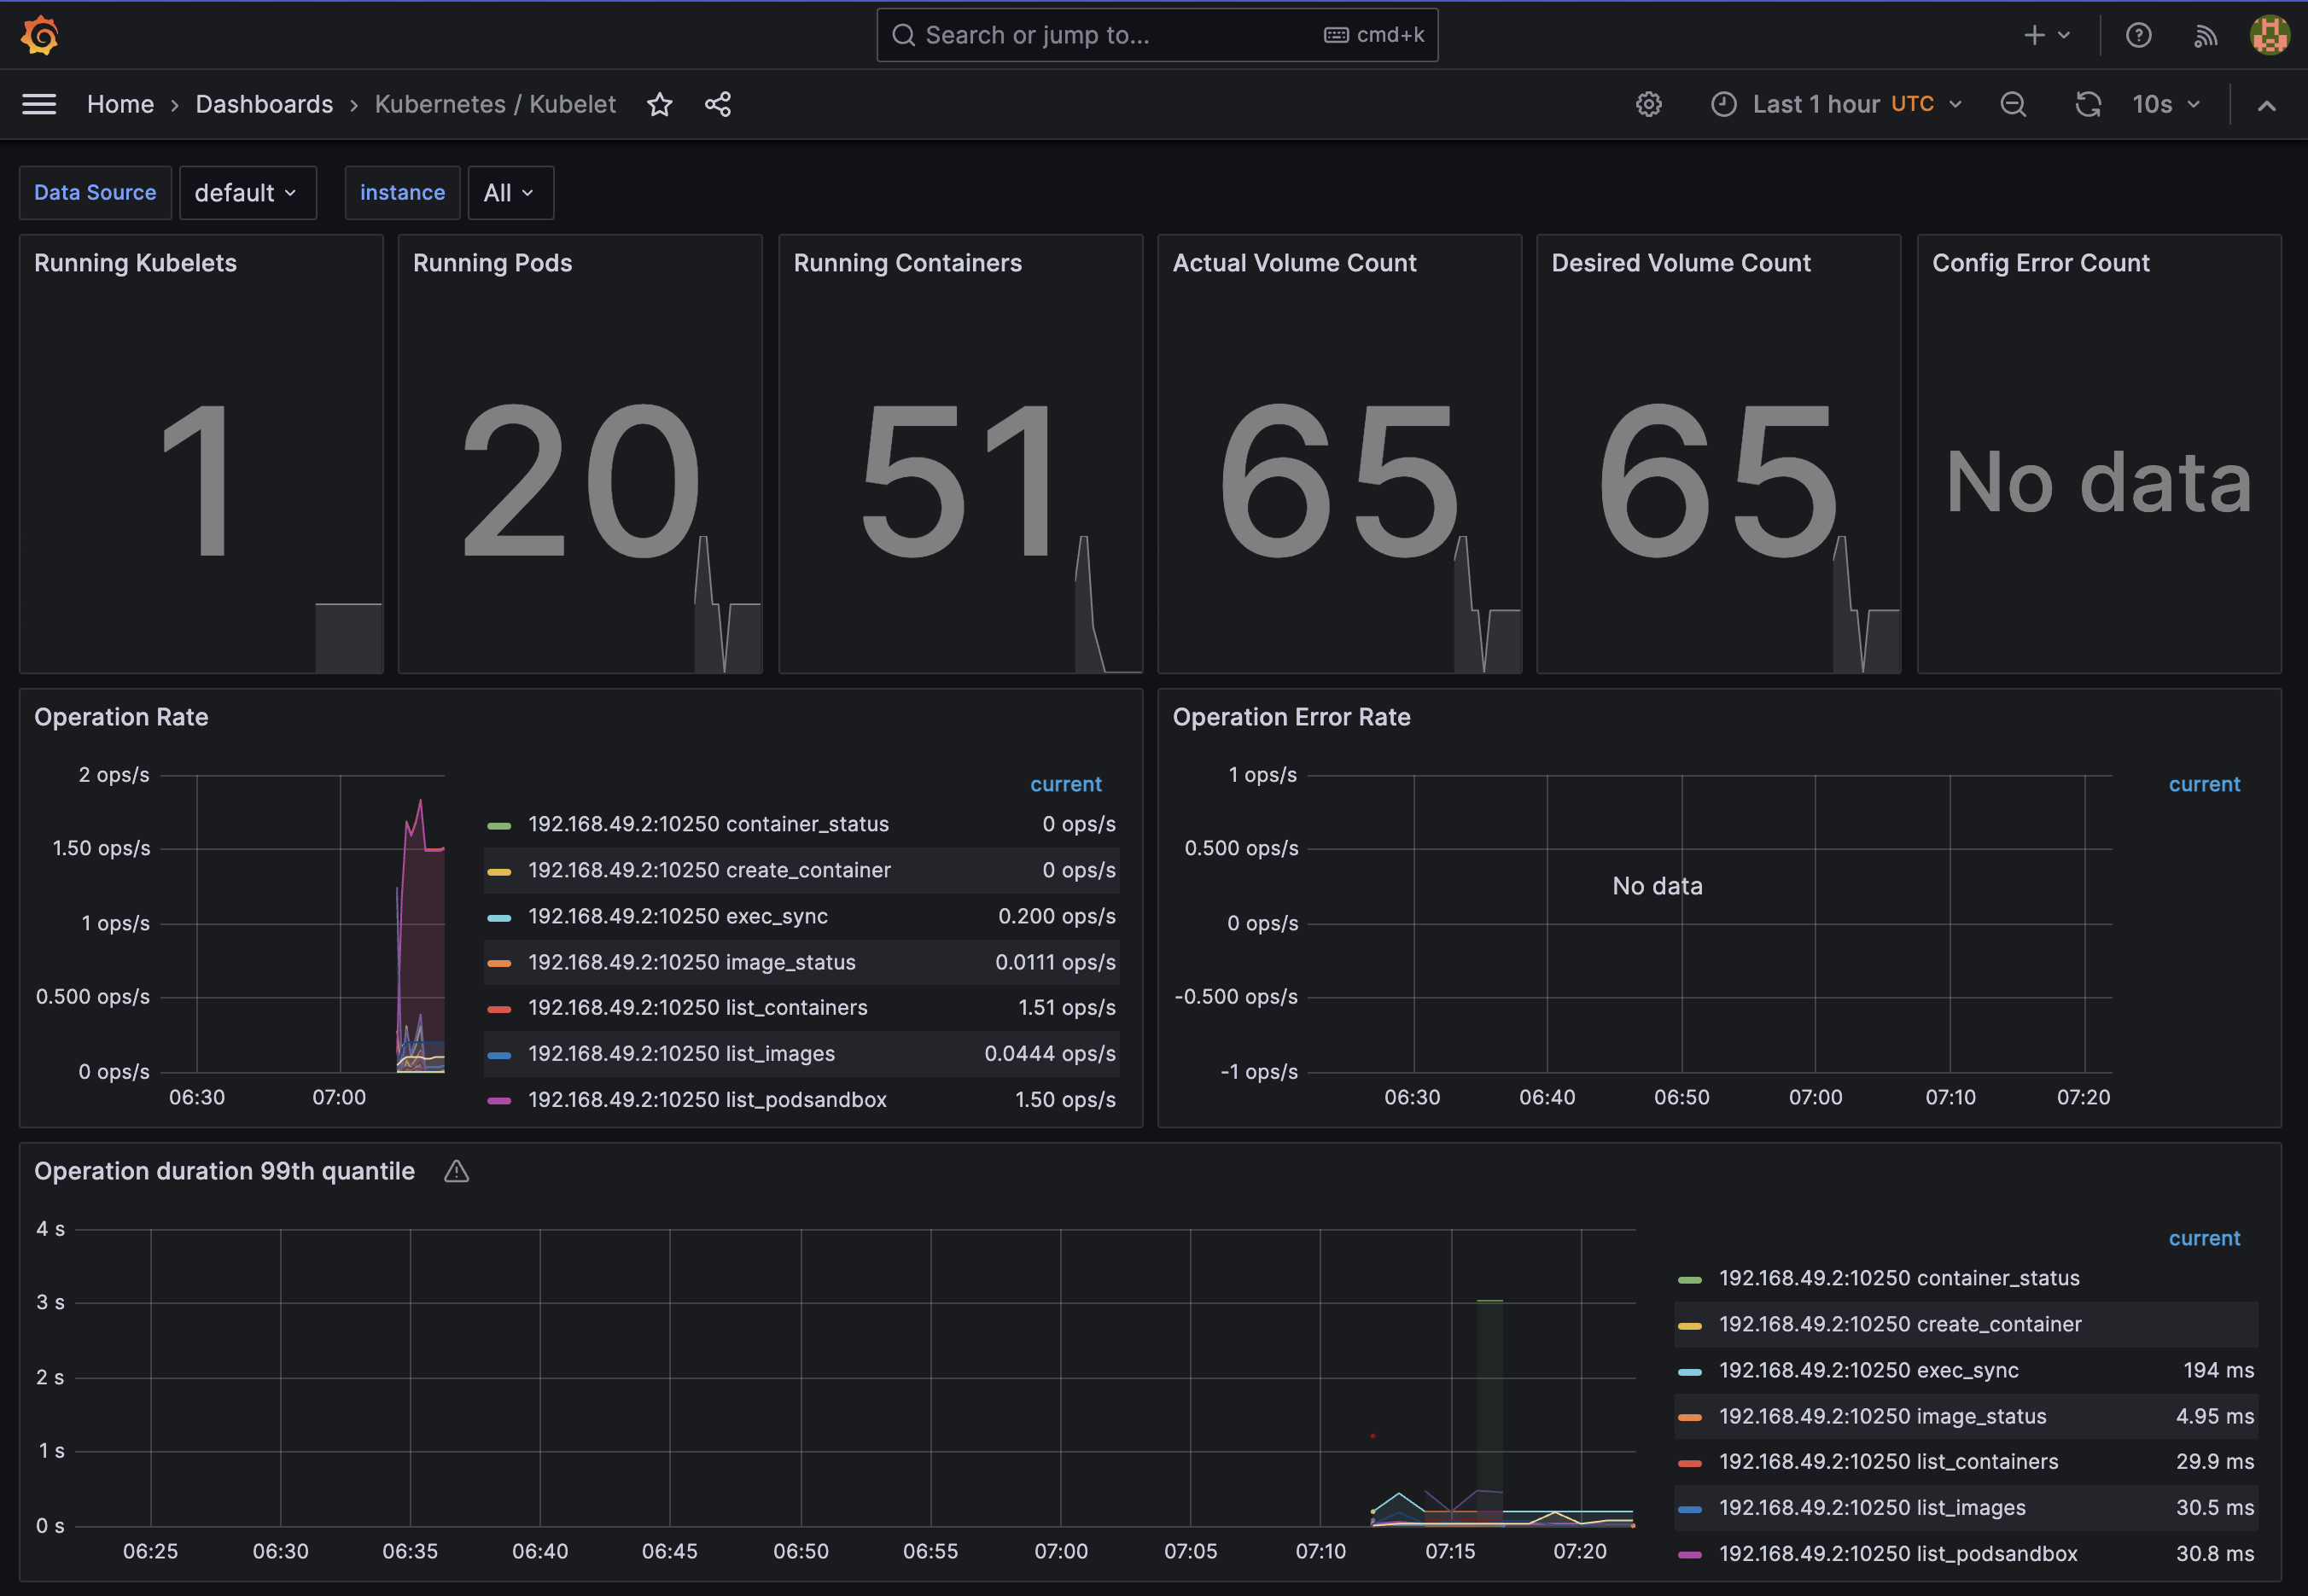 Search or jump to... cmd+k
Home › Dashboards › Kubernetes / Kubelet
Last 1 hour UTC
10s
Data Source default instance All
Running Kubelets
1
Running Pods
20
Running Containers
51
Actual Volume Count
65
Desired Volume Count
65
Config Error Count
No data
Operation Rate
2 ops/s
1.50 ops/s
1 ops/s
0.500 ops/s
0 ops/s
06:30 07:00
current
192.168.49.2:10250 container_status 0 ops/s
192.168.49.2:10250 create_container 0 ops/s
192.168.49.2:10250 exec_sync 0.200 ops/s
192.168.49.2:10250 image_status 0.0111 ops/s
192.168.49.2:10250 list_containers 1.51 ops/s
192.168.49.2:10250 list_images 0.0444 ops/s
192.168.49.2:10250 list_podsandbox 1.50 ops/s
Operation Error Rate
1 ops/s
0.500 ops/s
0 ops/s
-0.500 ops/s
-1 ops/s
No data
06:30 06:40 06:50 07:00 07:10 07:20
current
Operation duration 99th quantile
4 s
3 s
2 s
1 s
0 s
06:25 06:30 06:35 06:40 06:45 06:50 06:55 07:00 07:05 07:10 07:15 07:20
current
192.168.49.2:10250 container_status
192.168.49.2:10250 create_container
192.168.49.2:10250 exec_sync 194 ms
192.168.49.2:10250 image_status 4.95 ms
192.168.49.2:10250 list_containers 29.9 ms
192.168.49.2:10250 list_images 30.5 ms
192.168.49.2:10250 list_podsandbox 30.8 ms